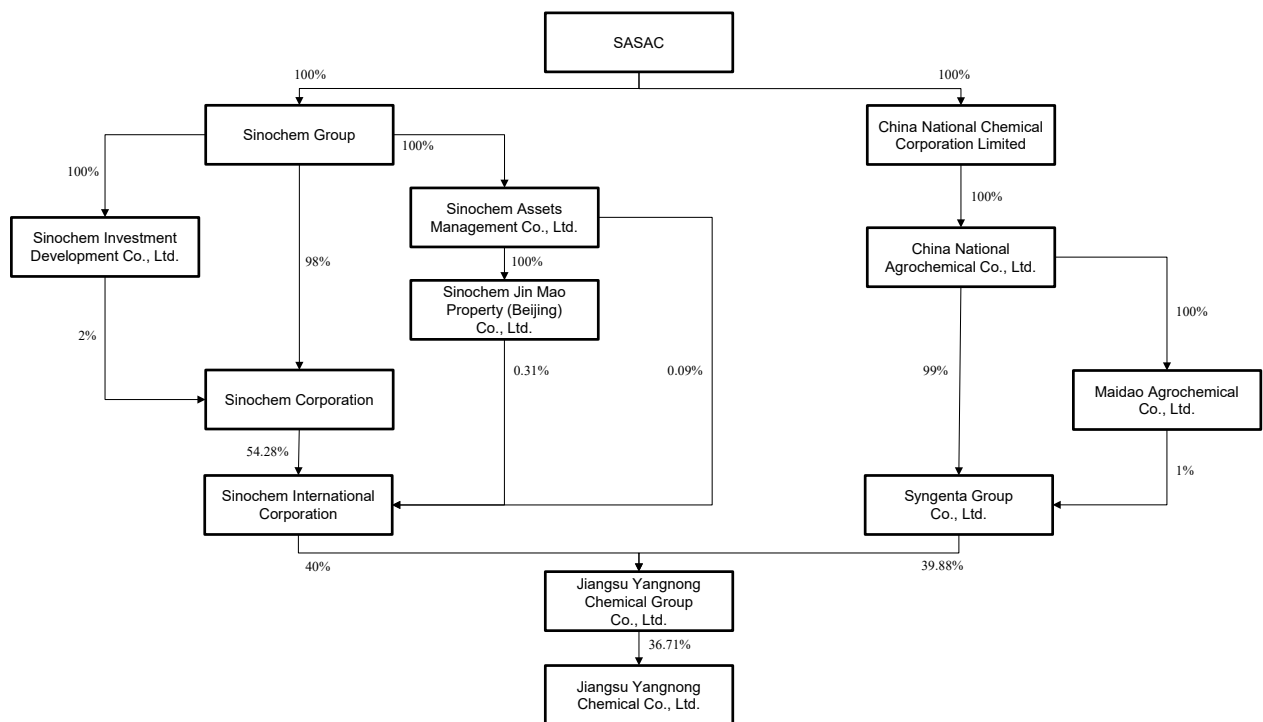 SASAC
100%
100%
Sinochem Group
China National Chemical
Corporation Limited
100%
100%
100%
Sinochem Assets
Management Co., Ltd.
Sinochem Investment
Development Co., Ltd.
China National
Agrochemical Co., Ltd.
98%
100%
Sinochem Jin Mao
Property (Beijing)
Co., Ltd.
100%
2%
0.31%
0.09%
99%
Sinochem Corporation
Maidao Agrochemical
Co., Ltd.
54.28%
1%
Sinochem International
Corporation
Syngenta Group
Co., Ltd.
40%
39.88%
Jiangsu Yangnong
Chemical Group
Co., Ltd.
36.71%
Jiangsu Yangnong
Chemical Co., Ltd.